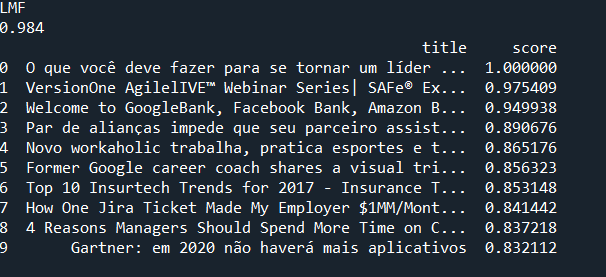 LMF
0.984
title score
0 O que você deve fazer para se tornar um líder ... 1.000000
1 VersionOne AgilelIVE™ Webinar Series| SAFe® Ex... 0.975409
2 Welcome to GoogleBank, Facebook Bank, Amazon B... 0.949938
3 Par de alianças impede que seu parceiro assist... 0.890676
4 Novo workaholic trabalha, pratica esportes e t... 0.865176
5 Former Google career coach shares a visual tri... 0.856323
6 Top 10 Insurtech Trends for 2017 - Insurance T... 0.853148
7 How One Jira Ticket Made My Employer $1MM/Mont... 0.841442
8 4 Reasons Managers Should Spend More Time on C... 0.837218
9 Gartner: em 2020 não haverá mais aplicativos 0.832112